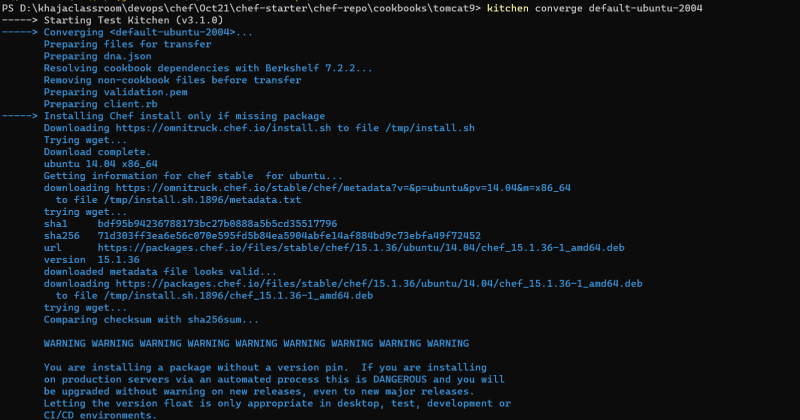 PS D:\khajaclassroom\devops\chef\Oct21\chef-starter\chef-repo\cookbooks\tomcat9> kitchen converge default-ubuntu-2004
-----> Starting Test Kitchen (v3.1.0)
-----> Converging <default-ubuntu-2004>...
Preparing files for transfer
Preparing dna.json
Resolving cookbook dependencies with Berkshelf 7.2.2...
Removing non-cookbook files before transfer
Preparing validation.pem
Preparing client.rb
-----> Installing Chef install only if missing package
Downloading https://omnitruck.chef.io/install.sh to file /tmp/install.sh
Trying wget...
Download complete.
ubuntu 14.04 x86_64
Getting information for chef stable  for ubuntu...
downloading https://omnitruck.chef.io/stable/chef/metadata?v=&p=ubuntu&pv=14.04&m=x86_64
to file /tmp/install.sh.1896/metadata.txt
trying wget...
sha1    bdf95b94236788173bc27b0888a5b5cd35517796
sha256  71d303ff3ea6e56c070e595fd5b84ea5904abfe14af884bd9c73ebfa49f72452
url     https://packages.chef.io/files/stable/chef/15.1.36/ubuntu/14.04/chef_15.1.36-1_amd64.deb
version 15.1.36
downloaded metadata file looks valid...
downloading https://packages.chef.io/files/stable/chef/15.1.36/ubuntu/14.04/chef_15.1.36-1_amd64.deb
to file /tmp/install.sh.1896/chef_15.1.36-1_amd64.deb
trying wget...
Comparing checksum with sha256sum...
WARNING WARNING WARNING WARNING WARNING WARNING WARNING WARNING WARNING
You are installing a package without a version pin.  If you are installing
on production servers via an automated process this is DANGEROUS and you will
be upgraded without warning on new releases, even to new major releases.
Letting the version float is only appropriate in desktop, test, development or
CI/CD environments.